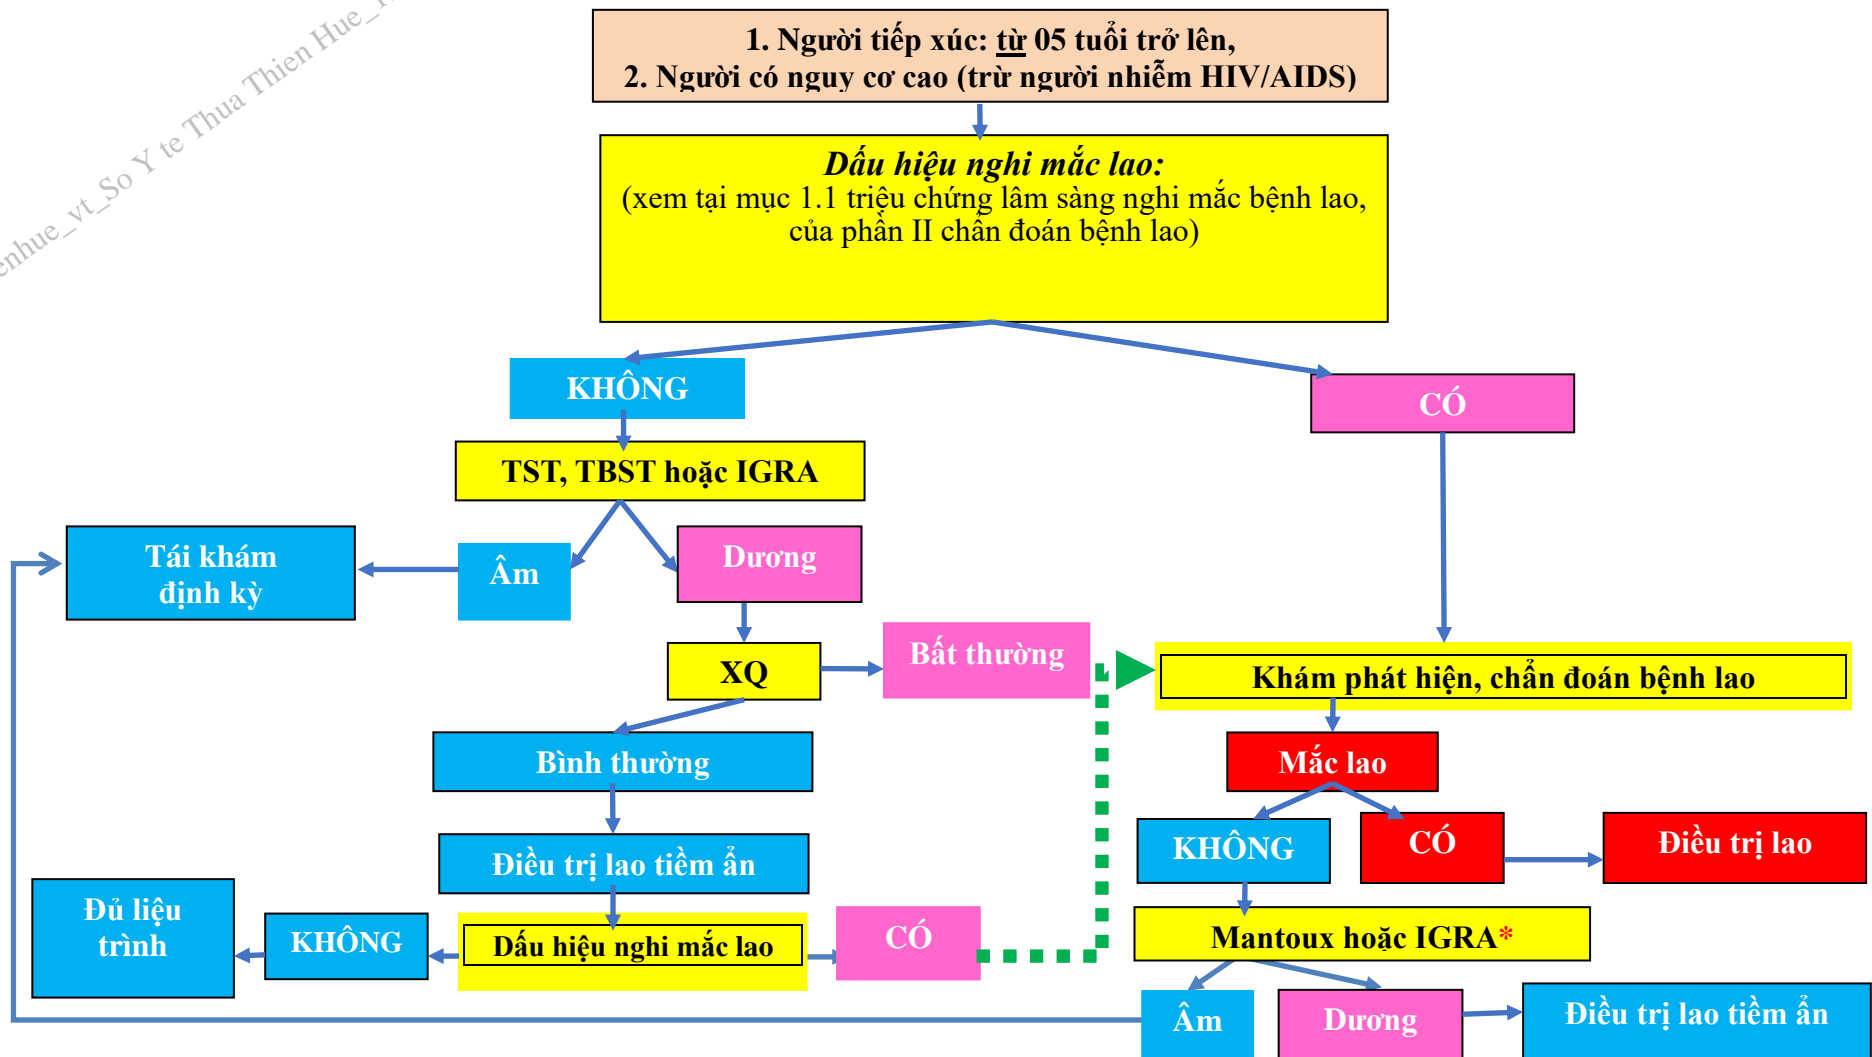 enhue_vt_So Y te Thua Thien Hue_
1. Người tiếp xúc: từ 05 tuổi trở lên,
2. Người có nguy cơ cao (trừ người nhiễm HIV/AIDS)
Dấu hiệu nghi mắc lao:
(xem tại mục 1.1 triệu chứng lâm sàng nghi mắc bệnh lao,
của phần II chẩn đoán bệnh lao)
KHÔNG
CÓ
TST, TBST hoặc IGRA
Tái khám
định kỳ
Âm
Dương
XQ
Bất thường
Khám phát hiện, chẩn đoán bệnh lao
Bình thường
Mắc lao
KHÔNG
CÓ
Điều trị lao
Điều trị lao tiềm ẩn
Đủ liệu
trình
KHÔNG
Dấu hiệu nghi mắc lao
CÓ
Mantoux hoặc IGRA*
Âm
Dương
Điều trị lao tiềm ẩn